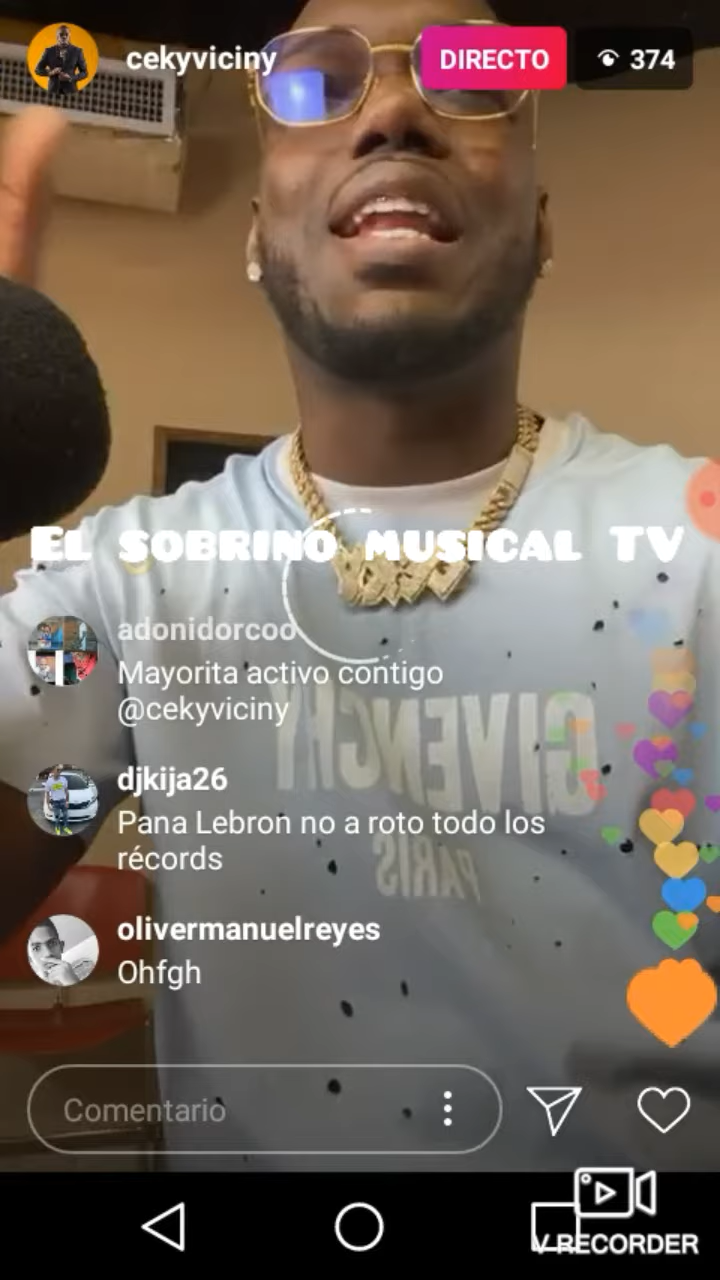 cekyviciny
DIRECTO
374
EL SOBRINO MUSICAL TV
adonidorcoo
Mayorita activo contigo
@cekyviciny
GIVENCHY
PARIS
djkija26
Pana Lebron no a roto todo los
récords
olivermanuelreyes
Ohfgh
Comentario
V RECORDER